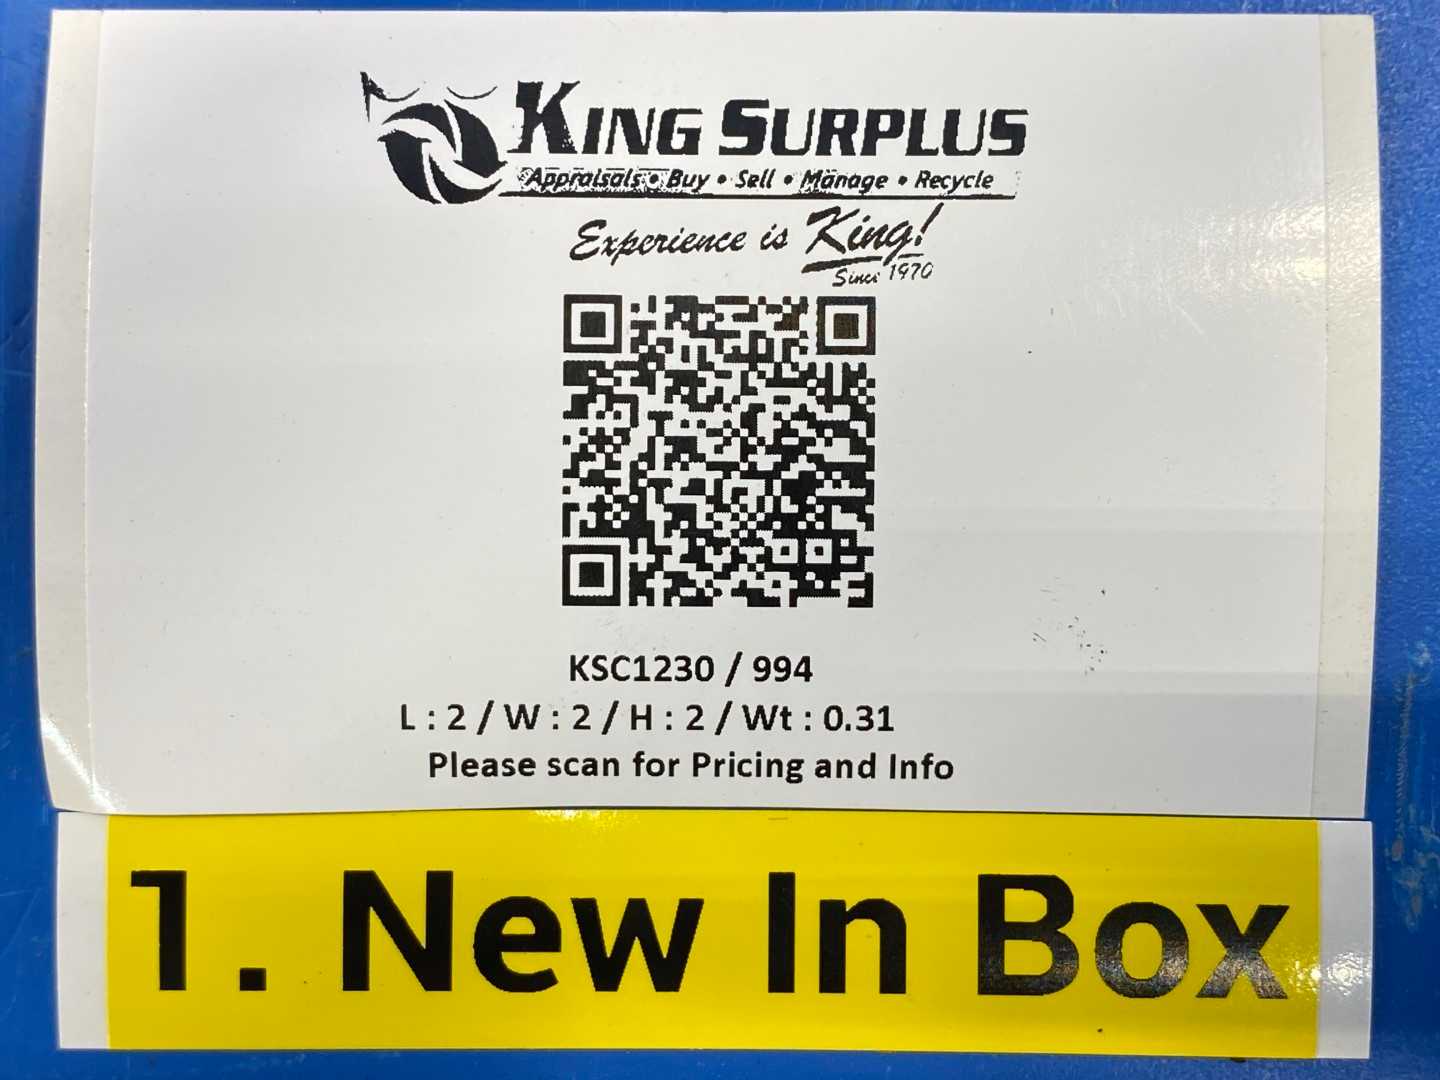 KING SURPLUS
Appraisals • Buy • Sell • Manage • Recycle
Experience is King!
Since 1970
KSC1230 / 994
L : 2 / W : 2 / H : 2 / Wt : 0.31
Please scan for Pricing and Info
1. New In Box